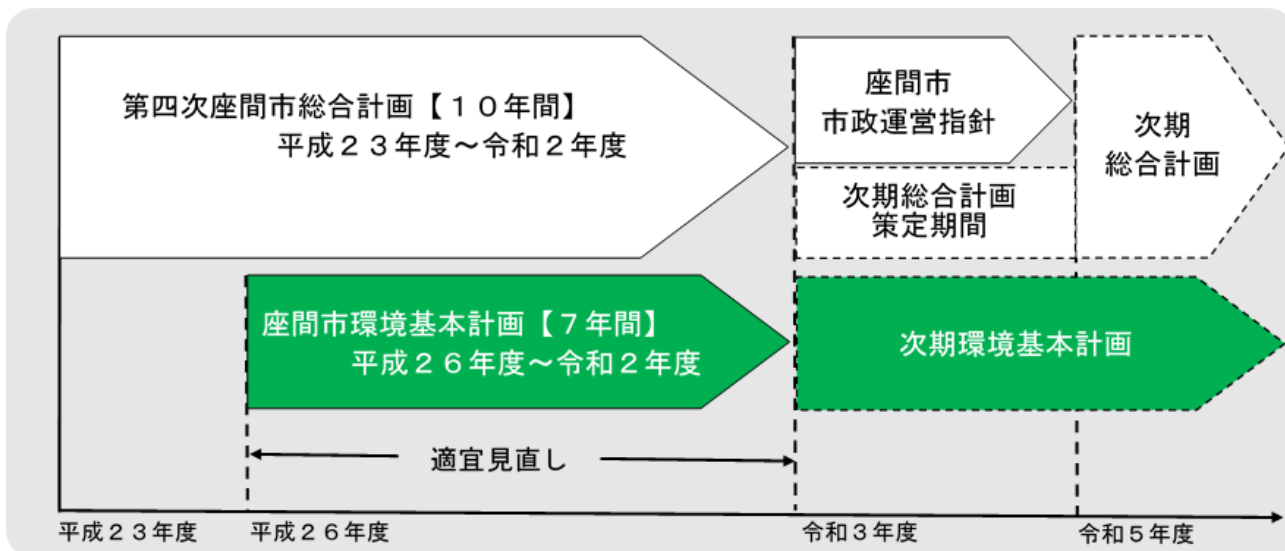 第四次座間市総合計画【１０年間】
平成２３年度～令和２年度
座間市
市政運営指針
次期総合計画
策定期間
次期
総合計画
座間市環境基本計画【７年間】
平成２６年度～令和２年度
次期環境基本計画
適宜見直し
平成２３年度
平成２６年度
令和３年度
令和５年度